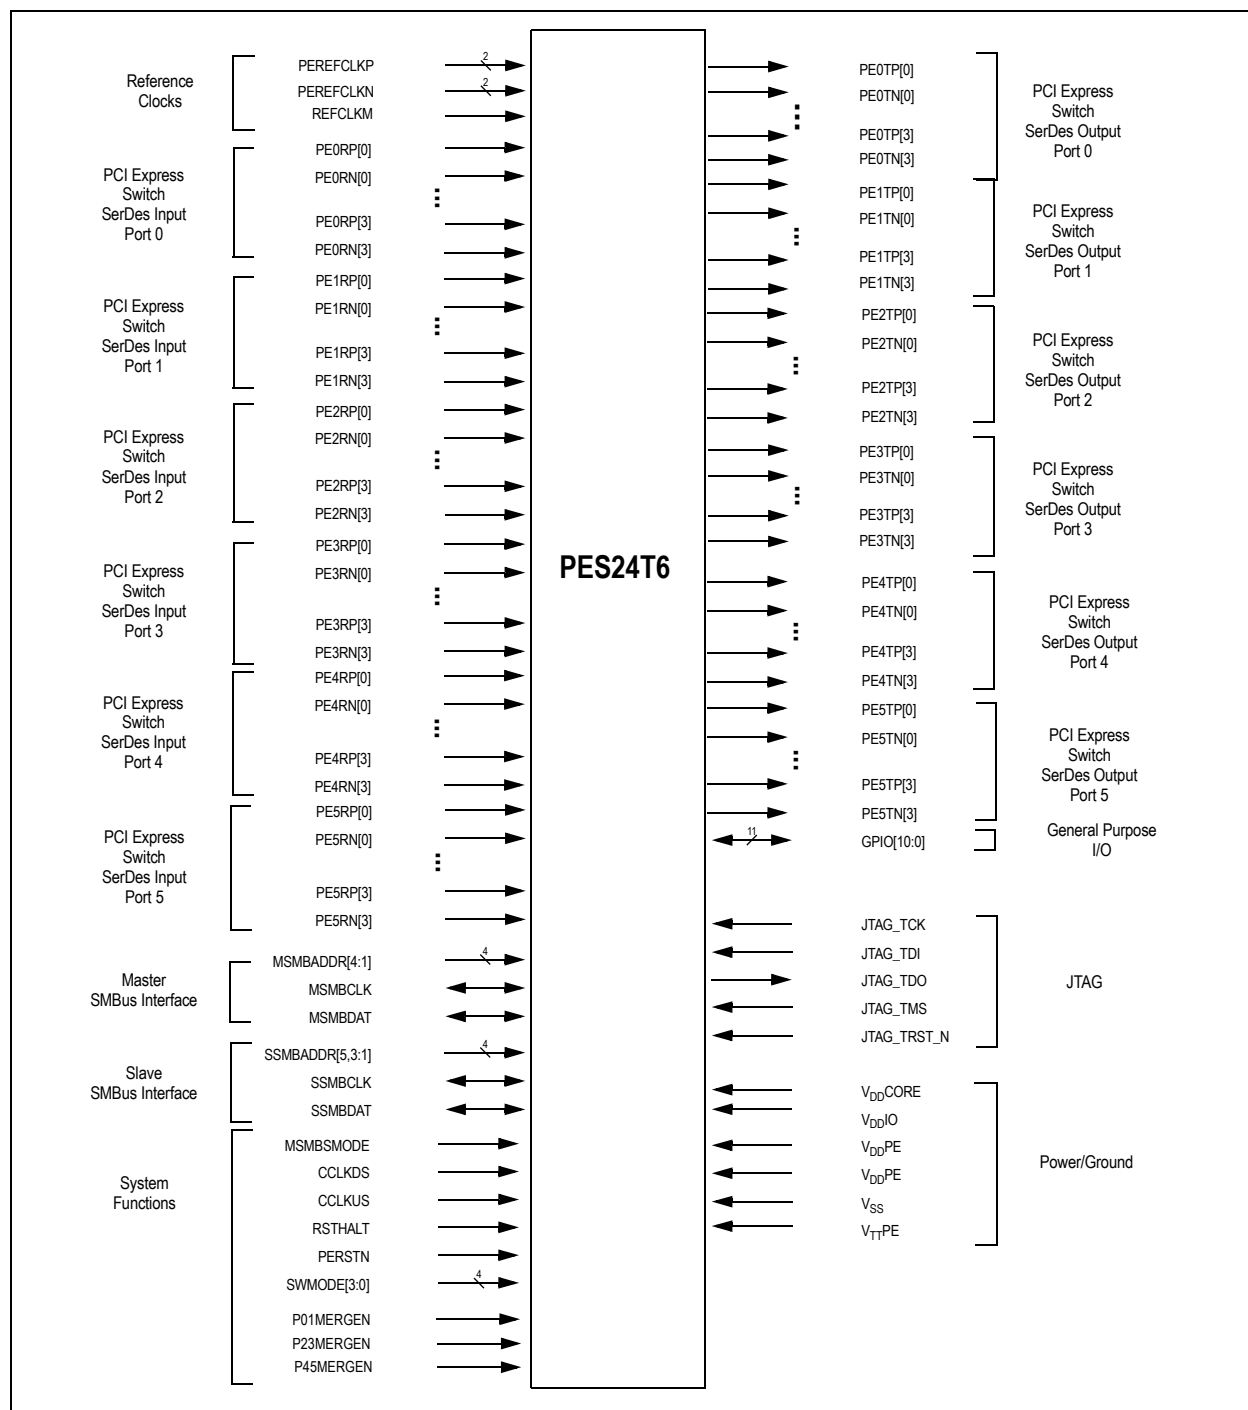 Reference
Clocks
PEREFCLKP
2
PEREFCLKN
2
REFCLKM
PCI Express
Switch
SerDes Input
Port 0
PE0RP[0]
PE0RN[0]
PE0RP[3]
PE0RN[3]
PCI Express
Switch
SerDes Input
Port 1
PE1RP[0]
PE1RN[0]
PE1RP[3]
PE1RN[3]
PCI Express
Switch
SerDes Input
Port 2
PE2RP[0]
PE2RN[0]
PE2RP[3]
PE2RN[3]
PCI Express
Switch
SerDes Input
Port 3
PE3RP[0]
PE3RN[0]
PE3RP[3]
PE3RN[3]
PCI Express
Switch
SerDes Input
Port 4
PE4RP[0]
PE4RN[0]
PE4RP[3]
PE4RN[3]
PCI Express
Switch
SerDes Input
Port 5
PE5RP[0]
PE5RN[0]
PE5RP[3]
PE5RN[3]
Master
SMBus Interface
MSMBADDR[4:1]
4
MSMBCLK
MSMBDAT
Slave
SMBus Interface
SSMBADDR[5,3:1]
4
SSMBCLK
SSMBDAT
System
Functions
MSMBSMODE
CCLKDS
CCLKUS
RSTHALT
PERSTN
SWMODE[3:0]
4
P01MERGEN
P23MERGEN
P45MERGEN
PES24T6
PE0TP[0]
PE0TN[0]
PE0TP[3]
PE0TN[3]
PCI Express
Switch
SerDes Output
Port 0
PE1TP[0]
PE1TN[0]
PE1TP[3]
PE1TN[3]
PCI Express
Switch
SerDes Output
Port 1
PE2TP[0]
PE2TN[0]
PE2TP[3]
PE2TN[3]
PCI Express
Switch
SerDes Output
Port 2
PE3TP[0]
PE3TN[0]
PE3TP[3]
PE3TN[3]
PCI Express
Switch
SerDes Output
Port 3
PE4TP[0]
PE4TN[0]
PE4TP[3]
PE4TN[3]
PCI Express
Switch
SerDes Output
Port 4
PE5TP[0]
PE5TN[0]
PE5TP[3]
PE5TN[3]
PCI Express
Switch
SerDes Output
Port 5
11
GPIO[10:0]
General Purpose
I/O
JTAG_TCK
JTAG_TDI
JTAG_TDO
JTAG_TMS
JTAG_TRST_N
JTAG
VDDCORE
VDDIO
VDDPE
VDDPE
VSS
VTTPE
Power/Ground